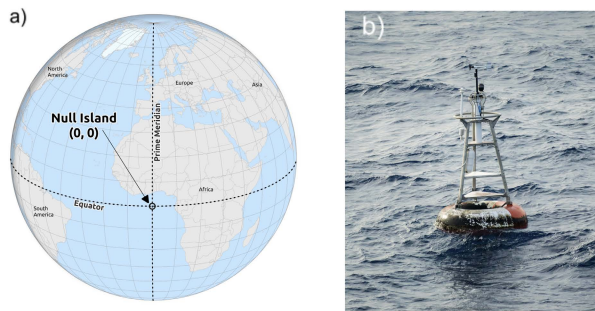 a)
b)
North
America
Europe
Asia
Null Island
(0, 0)
Prime Meridian
Africa
Equator
South
America